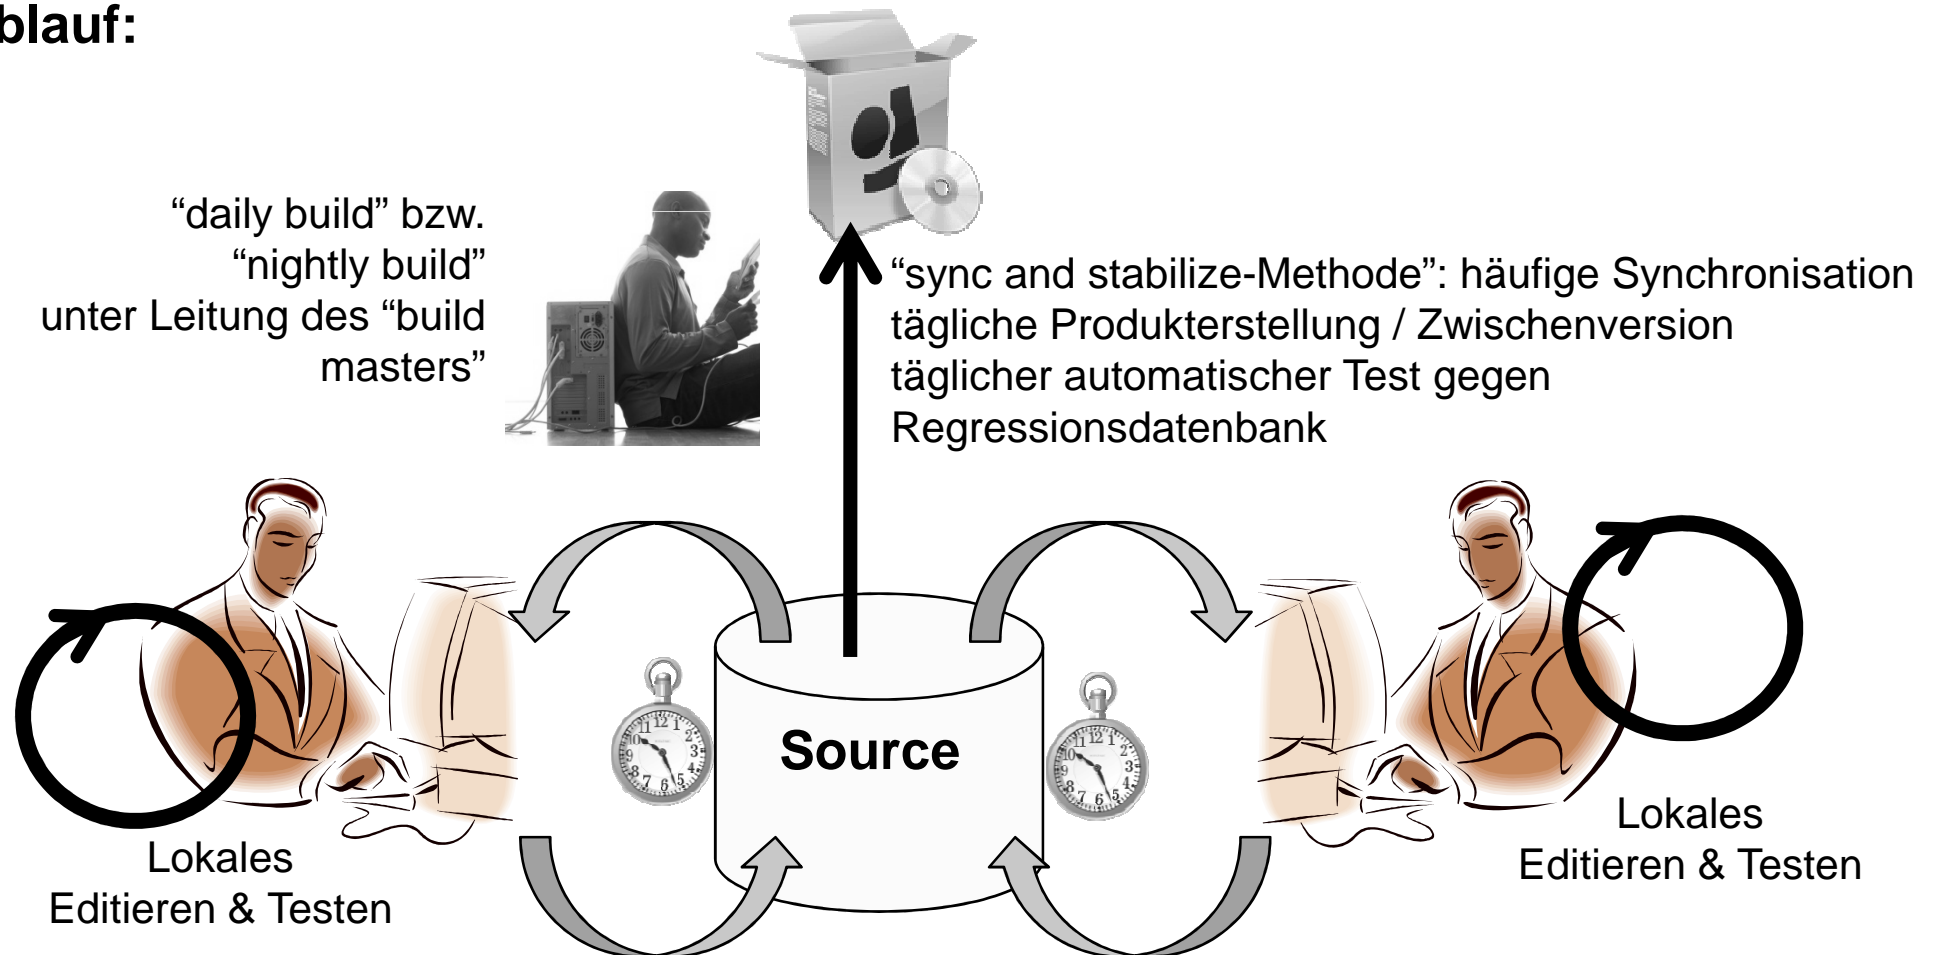 blauf:
“daily build” bzw.
“nightly build”
unter Leitung des “build
masters”
“sync and stabilize-Methode”: häufige Synchronisation
tägliche Produkterstellung / Zwischenversion
täglicher automatischer Test gegen
Regressionsdatenbank
Source
Lokales
Editieren & Testen
Lokales
Editieren & Testen